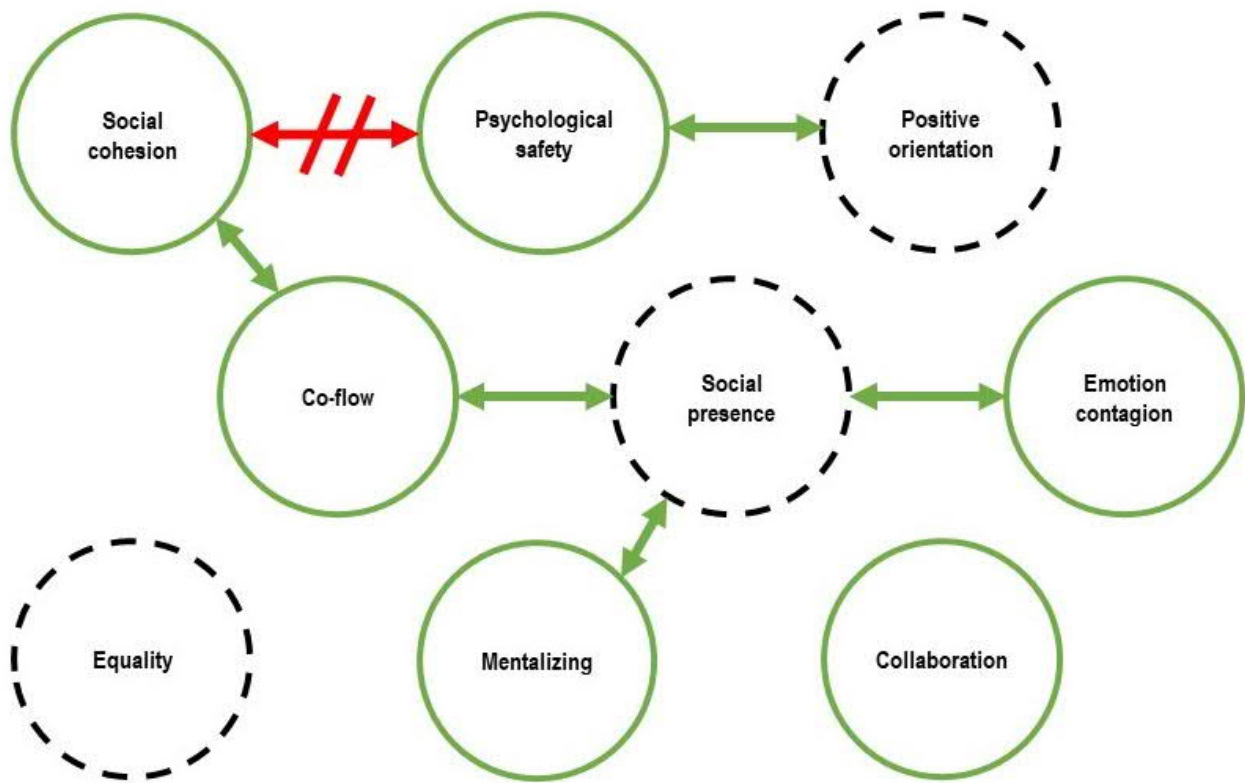 Social
cohesion
Psychological
safety
Positive
orientation
Co-flow
Social
presence
Emotion
contagion
Equality
Mentalizing
Collaboration